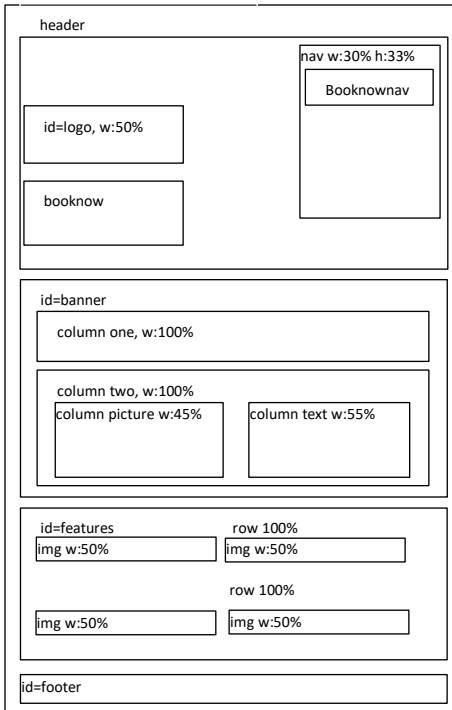 header
nav w:30% h:33%
Booknownav
id=logo, w:50%
booknow
id=banner
column one, w:100%
column two, w:100%
column picture w:45%
column text w:55%
id=features
row 100%
img w:50%
img w:50%
row 100%
img w:50%
img w:50%
id=footer